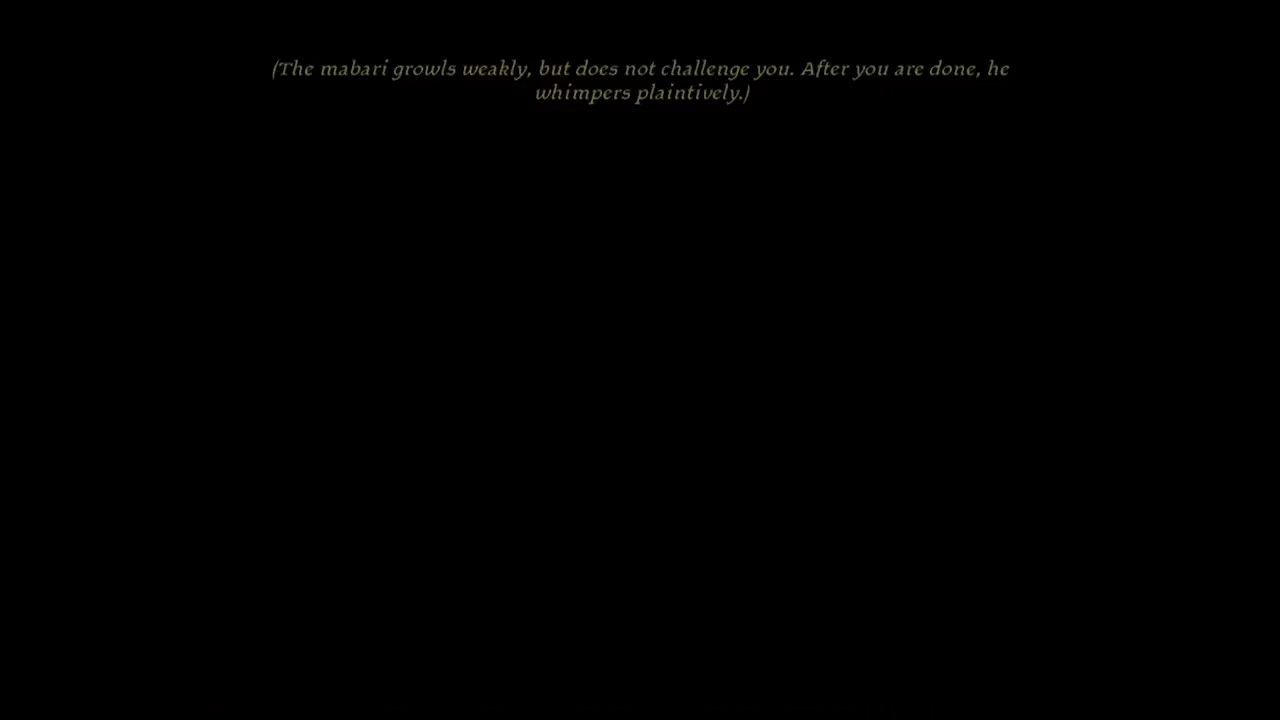 (The mabari growls weakly, but does not challenge you. After you are done, he
whimpers plaintively.)